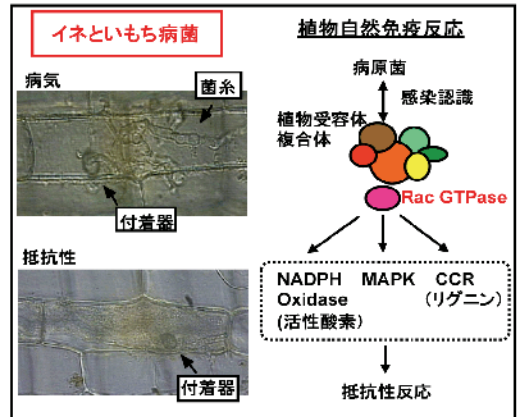 イネといもち病菌
病気
菌糸
付着器
抵抗性
付着器
植物自然免疫反応
病原菌
感染認識
植物受容体
複合体
Rac GTPase
NADPH MAPK CCR
Oxidase (リグニン)
(活性酸素)
抵抗性反応